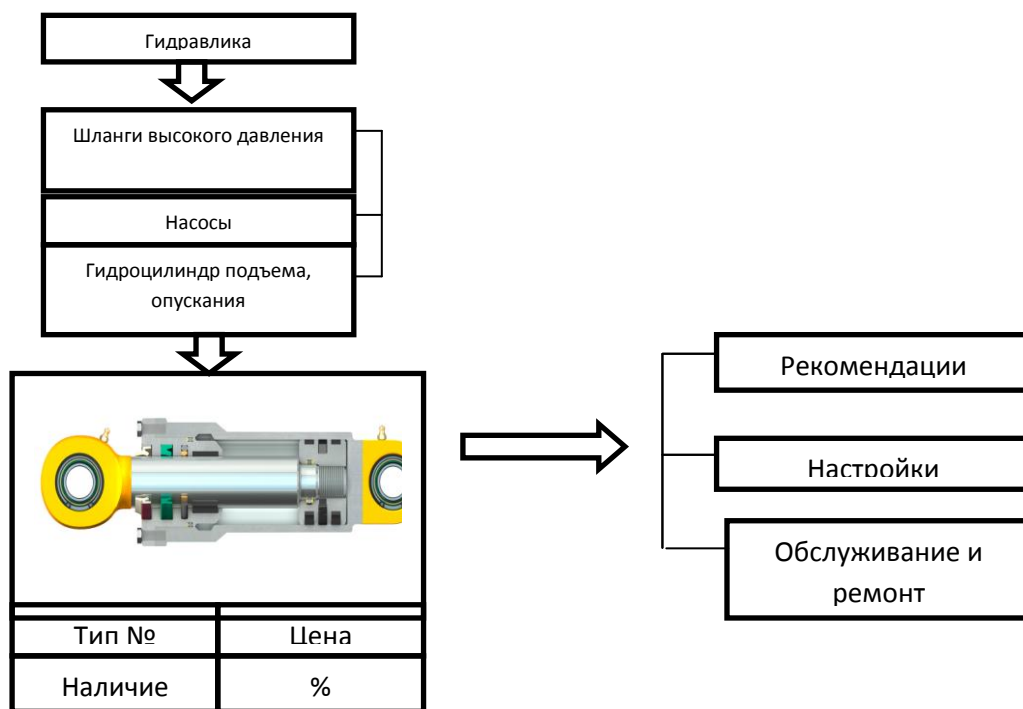 Гидравлика
Шланги высокого давления
Насосы
Гидроцилиндр подъема,
опускания
Тип №
Цена
Наличие
%
Рекомендации
Настройки
Обслуживание и
ремонт